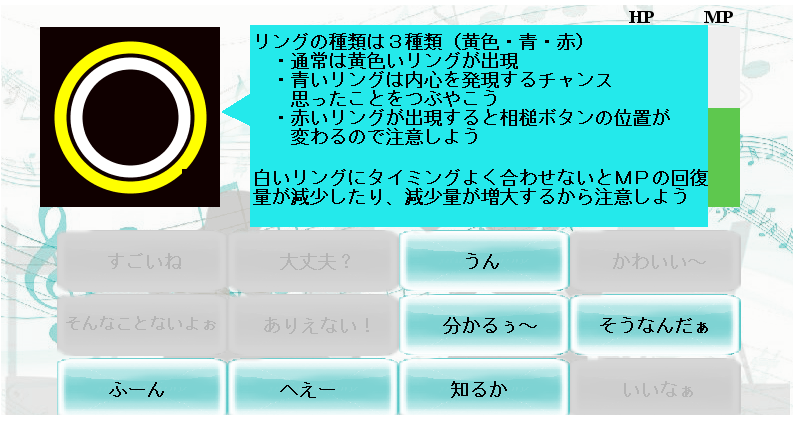 HP MP
リングの種類は３種類（黄色・青・赤）
・通常は黄色いリングが出現
・青いリングは内心を発現するチャンス
思ったことをつぶやこう
・赤いリングが出現すると相槌ボタンの位置が
変わるので注意しよう
白いリングにタイミングよく合わせないとＭＰの回復
量が減少したり、減少量が増大するから注意しよう
すごいね 大丈夫？ うん かわいい～
そんなことないよぉ ありえない！ 分かるぅ～ そうなんだぁ
ふーん へえー 知るか いいなぁ